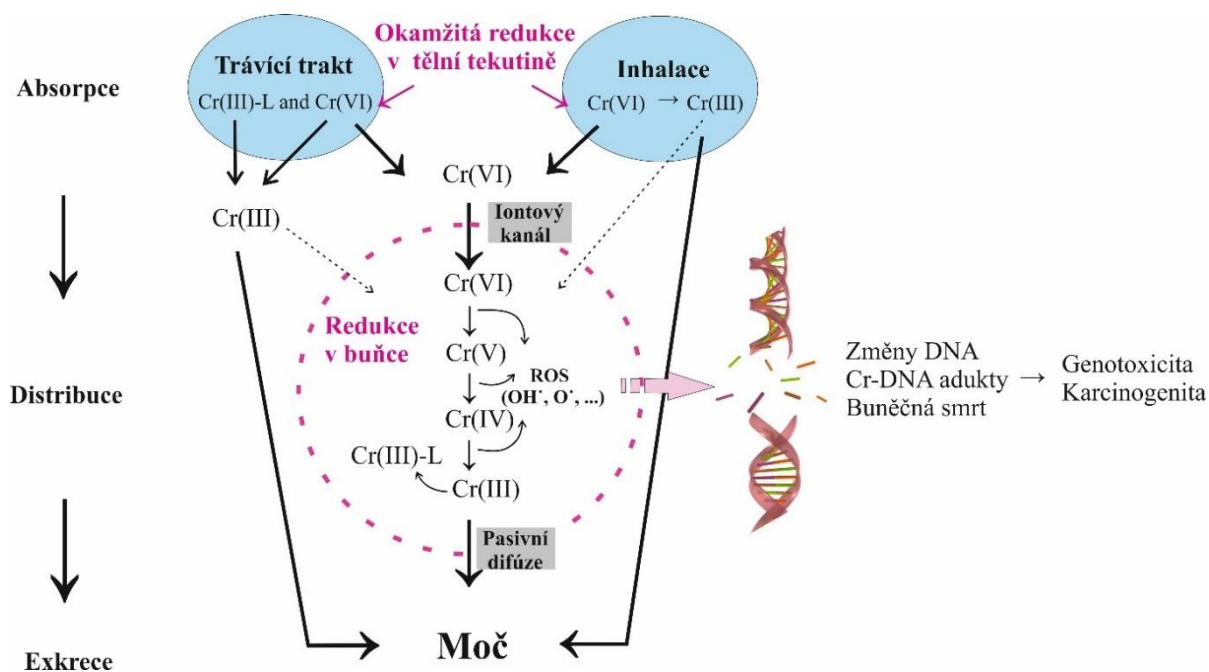 Okamžitá redukce
v tělní tekutině
Trávící trakt
Inhalace
Absorpce
Cr(III)-L and Cr(VI)
Cr(VI) → Cr(III)
Cr(VI)
Cr(III)
Iontový
kanál
Cr(VI)
Redukce
v buňce
Cr(V)
ROS
(OH˙, O˙, ...)
Distribuce
Cr(IV)
Cr(III)-L
Cr(III)
Změny DNA
Cr-DNA adukty
Buněčná smrt
→
Genotoxicita
Karcinogenita
Pasivní
difúze
Moč
Exkrece